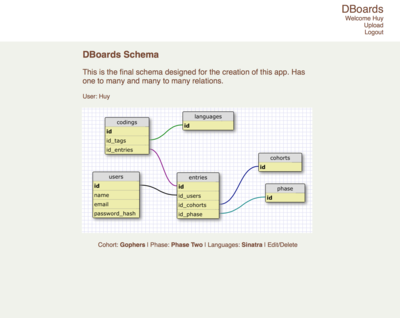 DBoards
Welcome Huy
Upload
Logout
DBoards Schema
This is the final schema designed for the creation of this app. Has
one to many and many to many relations.
User: Huy
codings
id
id_tags
id_entries
languages
id
users
id
name
email
password_hash
entries
id
id_users
id_cohorts
id_phase
cohorts
id
phase
id
Cohort: Gophers | Phase: Phase Two | Languages: Sinatra | Edit/Delete